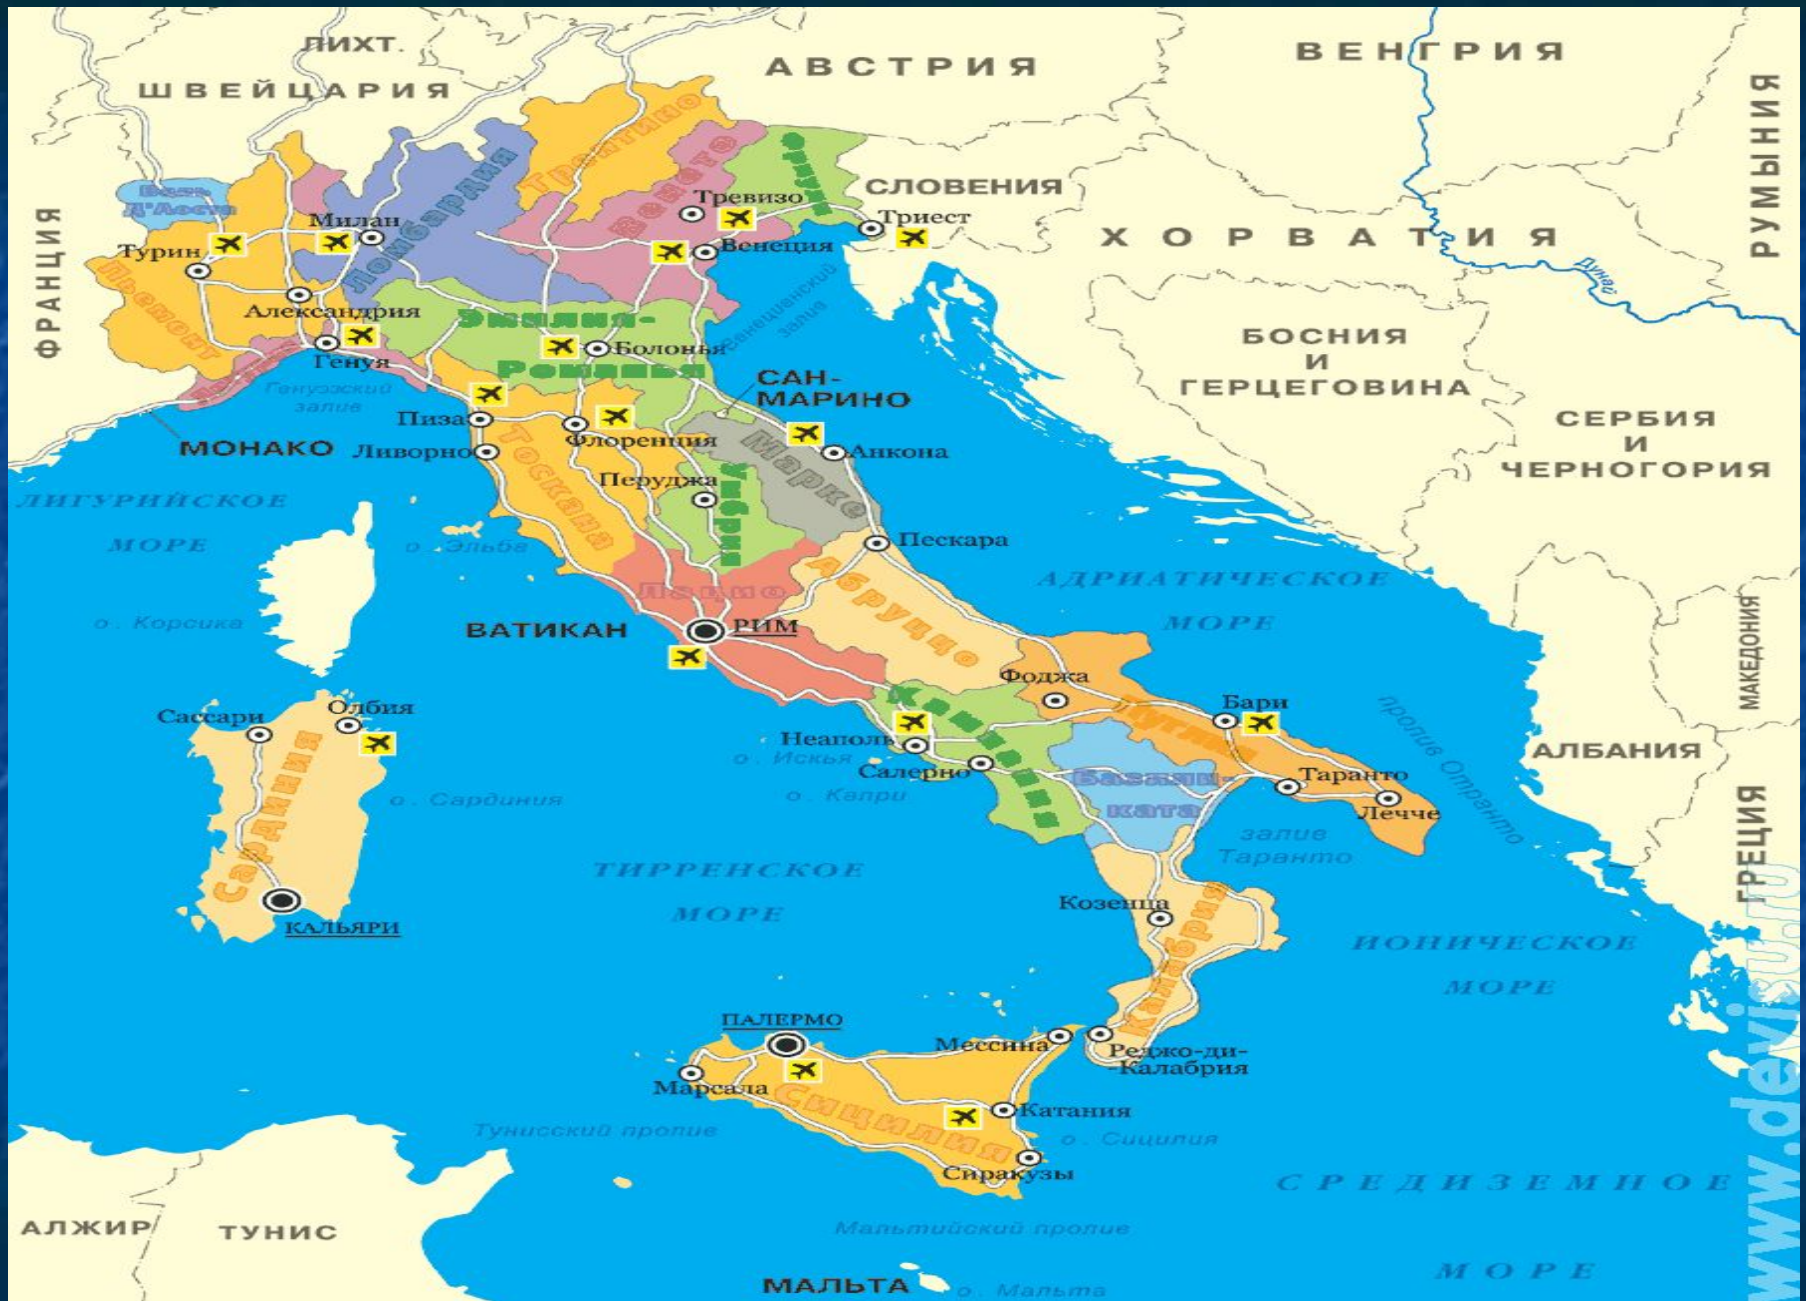 ЛИХТ.
ШВЕЙЦАРИЯ
АВСТРИЯ
ВЕНГРИЯ
РУМЫНИЯ
ФРАНЦИЯ
СЛОВЕНИЯ
ХОРВАТИЯ
Дунай
БОСНИЯ
И
ГЕРЦЕГОВИНА
СЕРБИЯ
И
ЧЕРНОГОРИЯ
МАКЕДОНИЯ
АЛБАНИЯ
ГРЕЦИЯ
Трентино
Ломбардия
Венето
Валь
Д'Аоста
Тревизо
Милан
Триест
Турин
Венеция
Пьемонт
Александрия
Генуя
Венецианский
залив
Эмилия-
Романья
Болонья
Генуэзский
залив
САН-
МАРИНО
МОНАКО
Пиза
Ливорно
Флоренция
Тоскана
Марке
Анкона
Перуджа
Умбрия
ЛИГУРИЙСКОЕ
МОРЕ
о. Эльба
о. Корсика
Пескара
Абруццо
Лацио
ВАТИКАН
РИМ
АДРИАТИЧЕСКОЕ
МОРЕ
Фоджа
Бари
пролив Отранто
Сассари
Олбия
Сардиния
о. Сардиния
КАЛЬЯРИ
Неаполь
о. Искья
Салерно
о. Капри
Базили-
ката
Таранто
Лечче
залив
Таранто
ТИРРЕНСКОЕ
МОРЕ
Козенца
Калабрия
ИОНИЧЕСКОЕ
МОРЕ
ПАЛЕРМО
Мессина
Реджо-ди-
-Калабрия
Марсала
Сицилия
Катания
о. Сицилия
Тунисский пролив
Сиракузы
СРЕДИЗЕМНОЕ
МОРЕ
АЛЖИР
ТУНИС
Мальтийский пролив
МАЛЬТА
о. Мальта